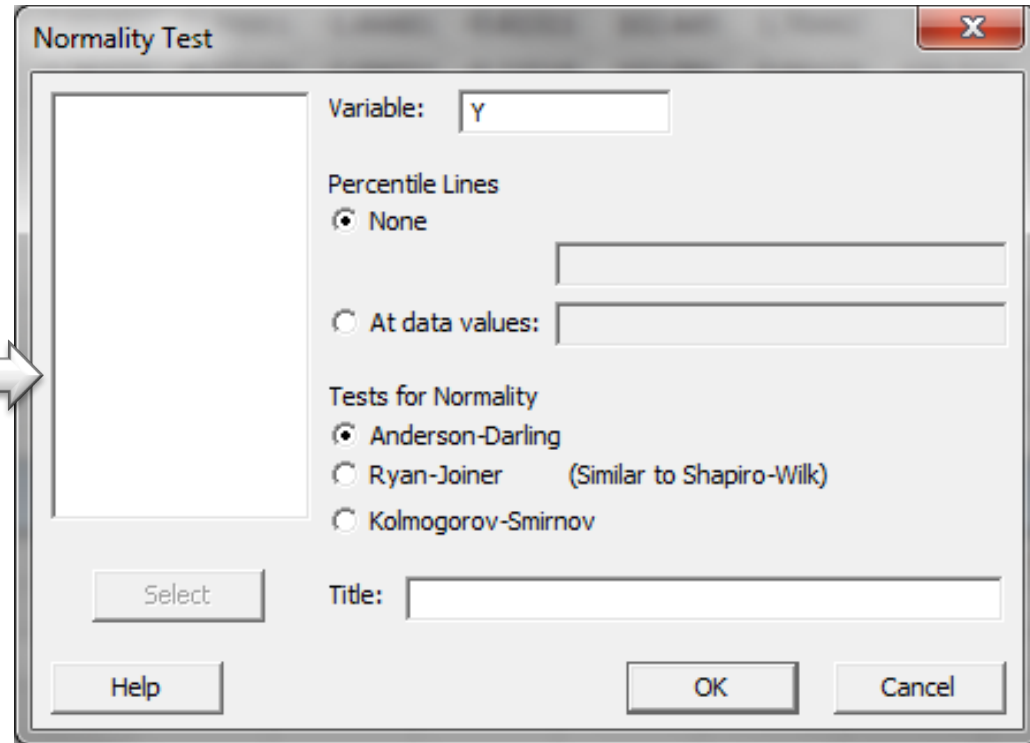 Normality Test
Variable: Y
Percentile Lines
None
At data values:
Tests for Normality
Anderson-Darling
Ryan-Joiner (Similar to Shapiro-Wilk)
Kolmogorov-Smirnov
Select
Title:
Help
OK
Cancel